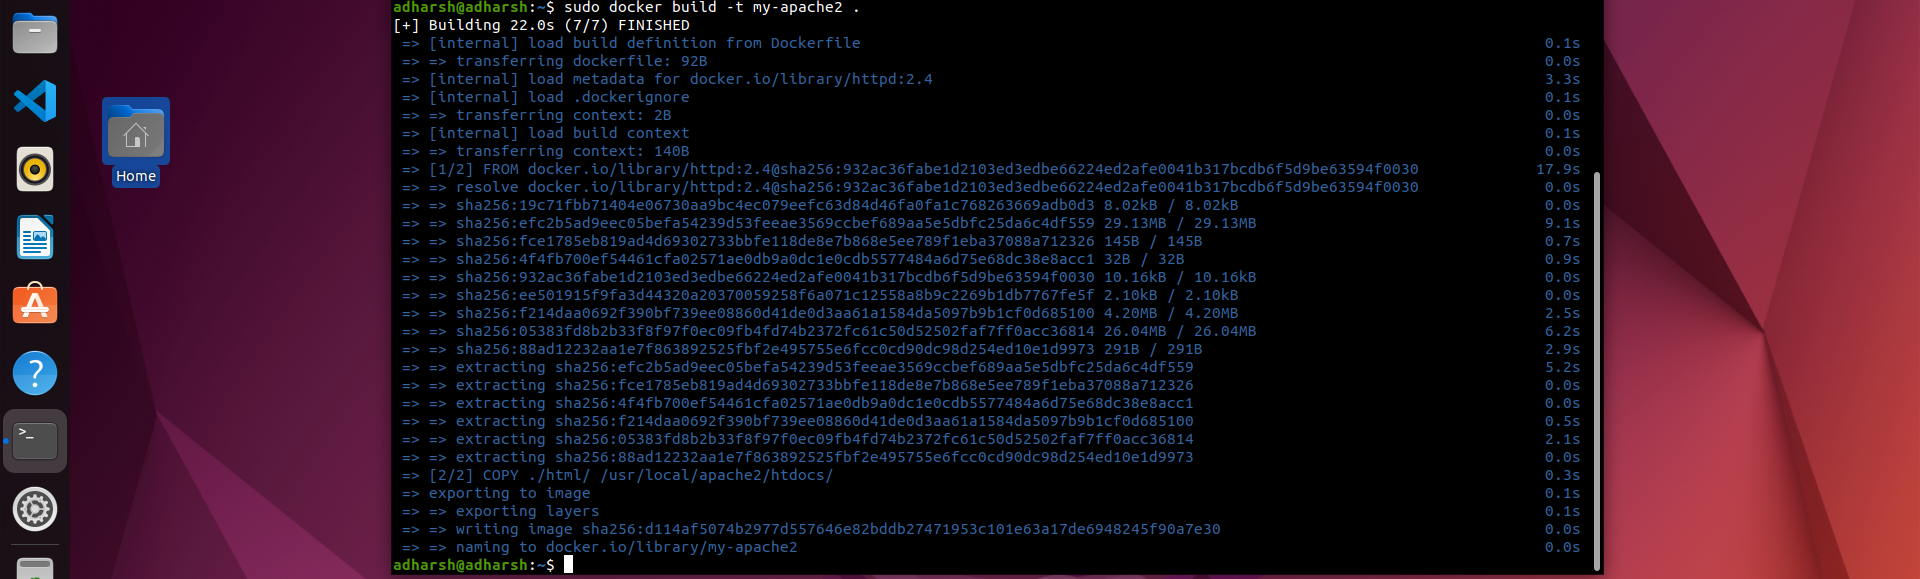 adharsh@adharsh:~$ sudo docker build -t my-apache2 .
[+] Building 22.0s (7/7) FINISHED
=> [internal] load build definition from Dockerfile 0.1s
=> => transferring dockerfile: 92B 0.0s
=> [internal] load metadata for docker.io/library/httpd:2.4 3.3s
=> [internal] load .dockerignore 0.1s
=> => transferring context: 2B 0.0s
=> [internal] load build context 0.1s
=> => transferring context: 140B 0.0s
=> [1/2] FROM docker.io/library/httpd:2.4@sha256:932ac36fabe1d2103ed3edbe66224ed2afe0041b317bcdb6f5d9be63594f0030 17.9s
=> => resolve docker.io/library/httpd:2.4@sha256:932ac36fabe1d2103ed3edbe66224ed2afe0041b317bcdb6f5d9be63594f0030 0.0s
=> => sha256:19c71fbb71404e06730aa9bc4ec079eefc63d84d46fa0fa1c768263669adb0d3 8.02kB / 8.02kB 0.0s
=> => sha256:efc2b5ad9eec05befa54239d53feeae3569ccbef689aa5e5dbfc25da6c4df559 29.13MB / 29.13MB 9.1s
=> => sha256:fce1785eb819ad4d69302733bbfe118de8e7b868e5ee789f1eba37088a712326 145B / 145B 0.7s
=> => sha256:4f4fb700ef54461cfa02571ae0db9a0dc1e0cdb5577484a6d75e68dc38e8acc1 32B / 32B 0.9s
=> => sha256:932ac36fabe1d2103ed3edbe66224ed2afe0041b317bcdb6f5d9be63594f0030 10.16kB / 10.16kB 0.0s
=> => sha256:ee501915f9fa3d44320a20370059258f6a071c12558a8b9c2269b1db7767fe5f 2.10kB / 2.10kB 0.0s
=> => sha256:f214daa0692f390bf739ee08860d41de0d3aa61a1584da5097b9b1cf0d685100 4.20MB / 4.20MB 2.5s
=> => sha256:05383fd8b2b33f8f97f0ec09fb4fd74b2372fc61c50d52502faf7ff0acc36814 26.04MB / 26.04MB 6.2s
=> => sha256:88ad12232aa1e7f863892525fbf2e495755e6fcc0cd90dc98d254ed10e1d9973 291B / 291B 2.9s
=> => extracting sha256:efc2b5ad9eec05befa54239d53feeae3569ccbef689aa5e5dbfc25da6c4df559 5.2s
=> => extracting sha256:fce1785eb819ad4d69302733bbfe118de8e7b868e5ee789f1eba37088a712326 0.0s
=> => extracting sha256:4f4fb700ef54461cfa02571ae0db9a0dc1e0cdb5577484a6d75e68dc38e8acc1 0.0s
=> => extracting sha256:f214daa0692f390bf739ee08860d41de0d3aa61a1584da5097b9b1cf0d685100 0.5s
=> => extracting sha256:05383fd8b2b33f8f97f0ec09fb4fd74b2372fc61c50d52502faf7ff0acc36814 2.1s
=> => extracting sha256:88ad12232aa1e7f863892525fbf2e495755e6fcc0cd90dc98d254ed10e1d9973 0.0s
=> [2/2] COPY ./html/ /usr/local/apache2/htdocs/ 0.3s
=> exporting to image 0.1s
=> => exporting layers 0.1s
=> => writing image sha256:d114af5074b2977d557646e82bddb27471953c101e63a17de6948245f90a7e30 0.0s
=> => naming to docker.io/library/my-apache2 0.0s
adharsh@adharsh:~$
Home